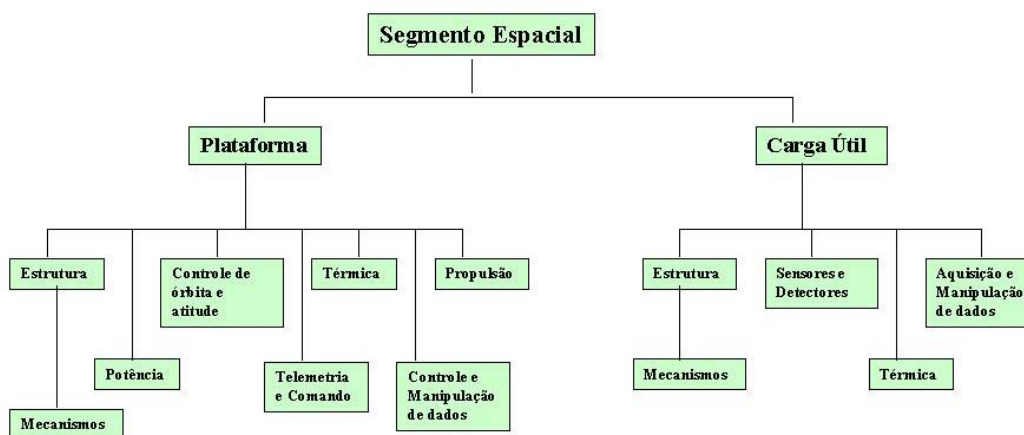 Segmento Espacial
Plataforma
Carga Útil
Estrutura
Controle de
órbita e
atitude
Térmica
Propulsão
Estrutura
Sensores e
Detectores
Aquisição e
Manipulação
de dados
Potência
Telemetria
e Comando
Controle e
Manipulação
de dados
Mecanismos
Térmica
Mecanismos